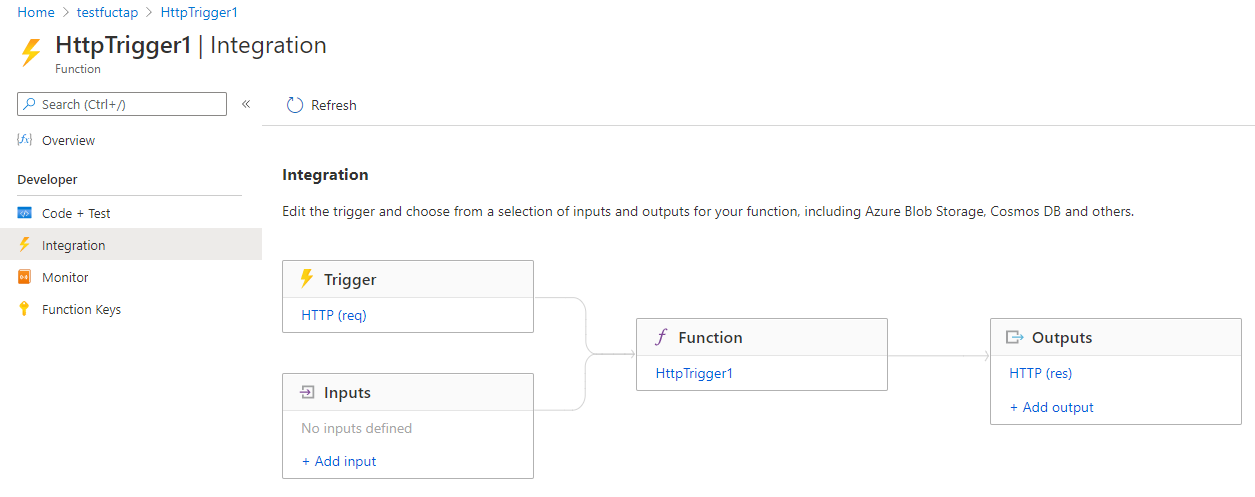 Home > testfuctap > HttpTrigger1
HttpTrigger1 | Integration
Function
Search (Ctrl+/)
«
Refresh
Overview
Developer
Code + Test
Integration
Monitor
Function Keys
Integration
Edit the trigger and choose from a selection of inputs and outputs for your function, including Azure Blob Storage, Cosmos DB and others.
Trigger
HTTP (req)
Inputs
No inputs defined
+ Add input
Function
HttpTrigger1
Outputs
HTTP (res)
+ Add output